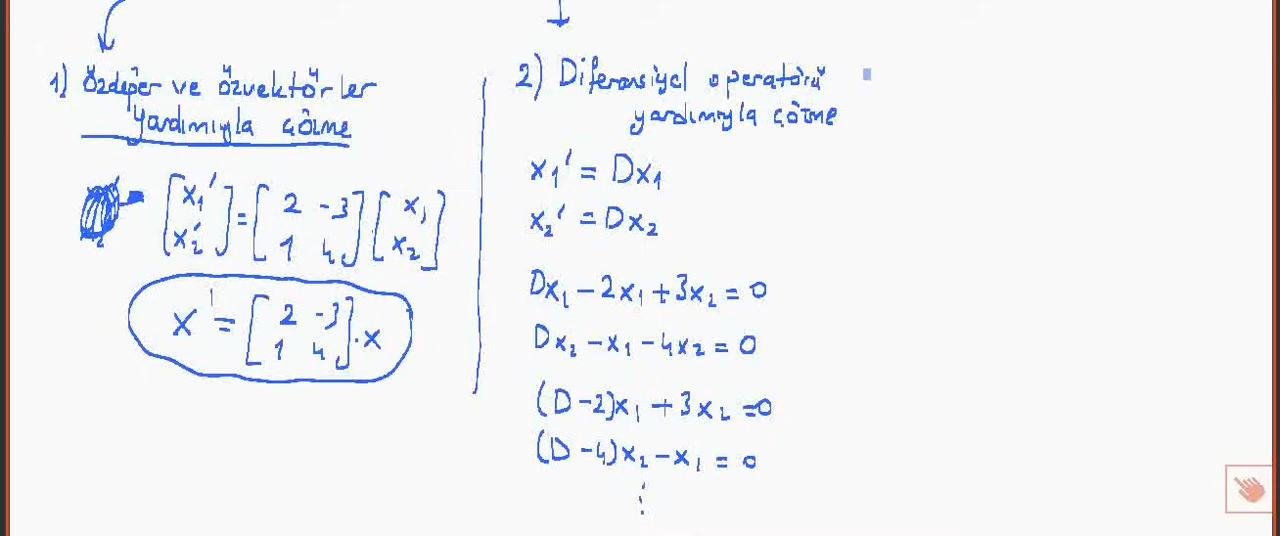 1) Özdeğer ve özvektörler
yardımıyla çözme
[x₁' x₂'] = [2 -3; 1 4] [x₁ x₂]
x' = [2 -3; 1 4] . x
2) Diferansiyel operatörü
yardımıyla çözme
x₁' = Dx₁
x₂' = Dx₂
Dx₁ - 2x₁ + 3x₂ = 0
Dx₂ - x₁ - 4x₂ = 0
(D - 2)x₁ + 3x₂ = 0
(D - 4)x₂ - x₁ = 0
⋮